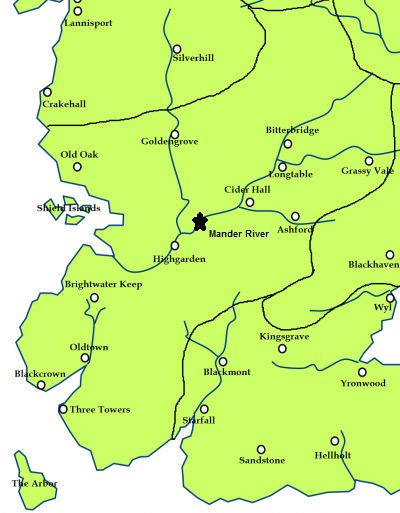 Lannisport
Silverhill
Crakehall
Goldengrove
Bitterbridge
Old Oak
Longtable
Grassy Vale
Cider Hall
Shield Islands
Ashford
Mander River
Highgarden
Blackhaven
Brightwater Keep
Wyl
Kingsgrave
Oldtown
Blackmont
Blackcrown
Yronwood
Three Towers
Starfall
Hellholt
Sandstone
The Arbor